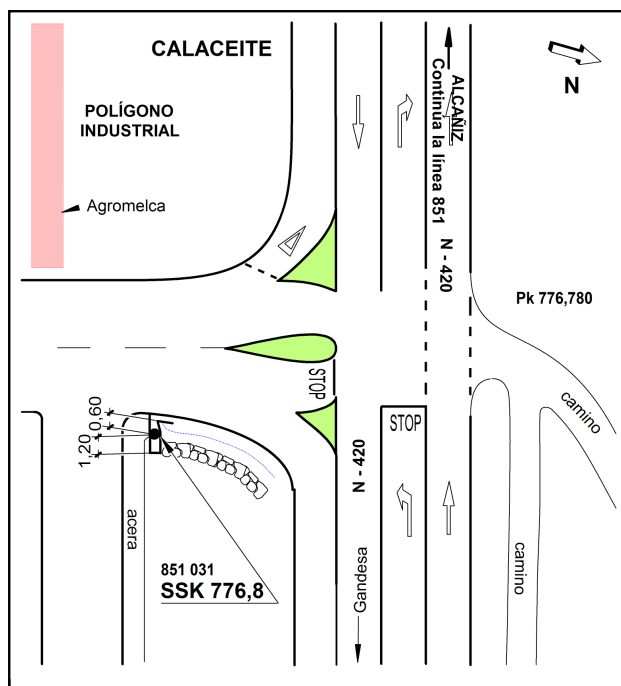 CALACEITE
POLÍGONO
INDUSTRIAL
Agromelca
N
ALCAÑIZ
Continúa la línea 851
N - 420
Pk 776,780
STOP
STOP
camino
camino
0,60
1,20
acera
N - 420
Gandesa
851 031
SSK 776,8